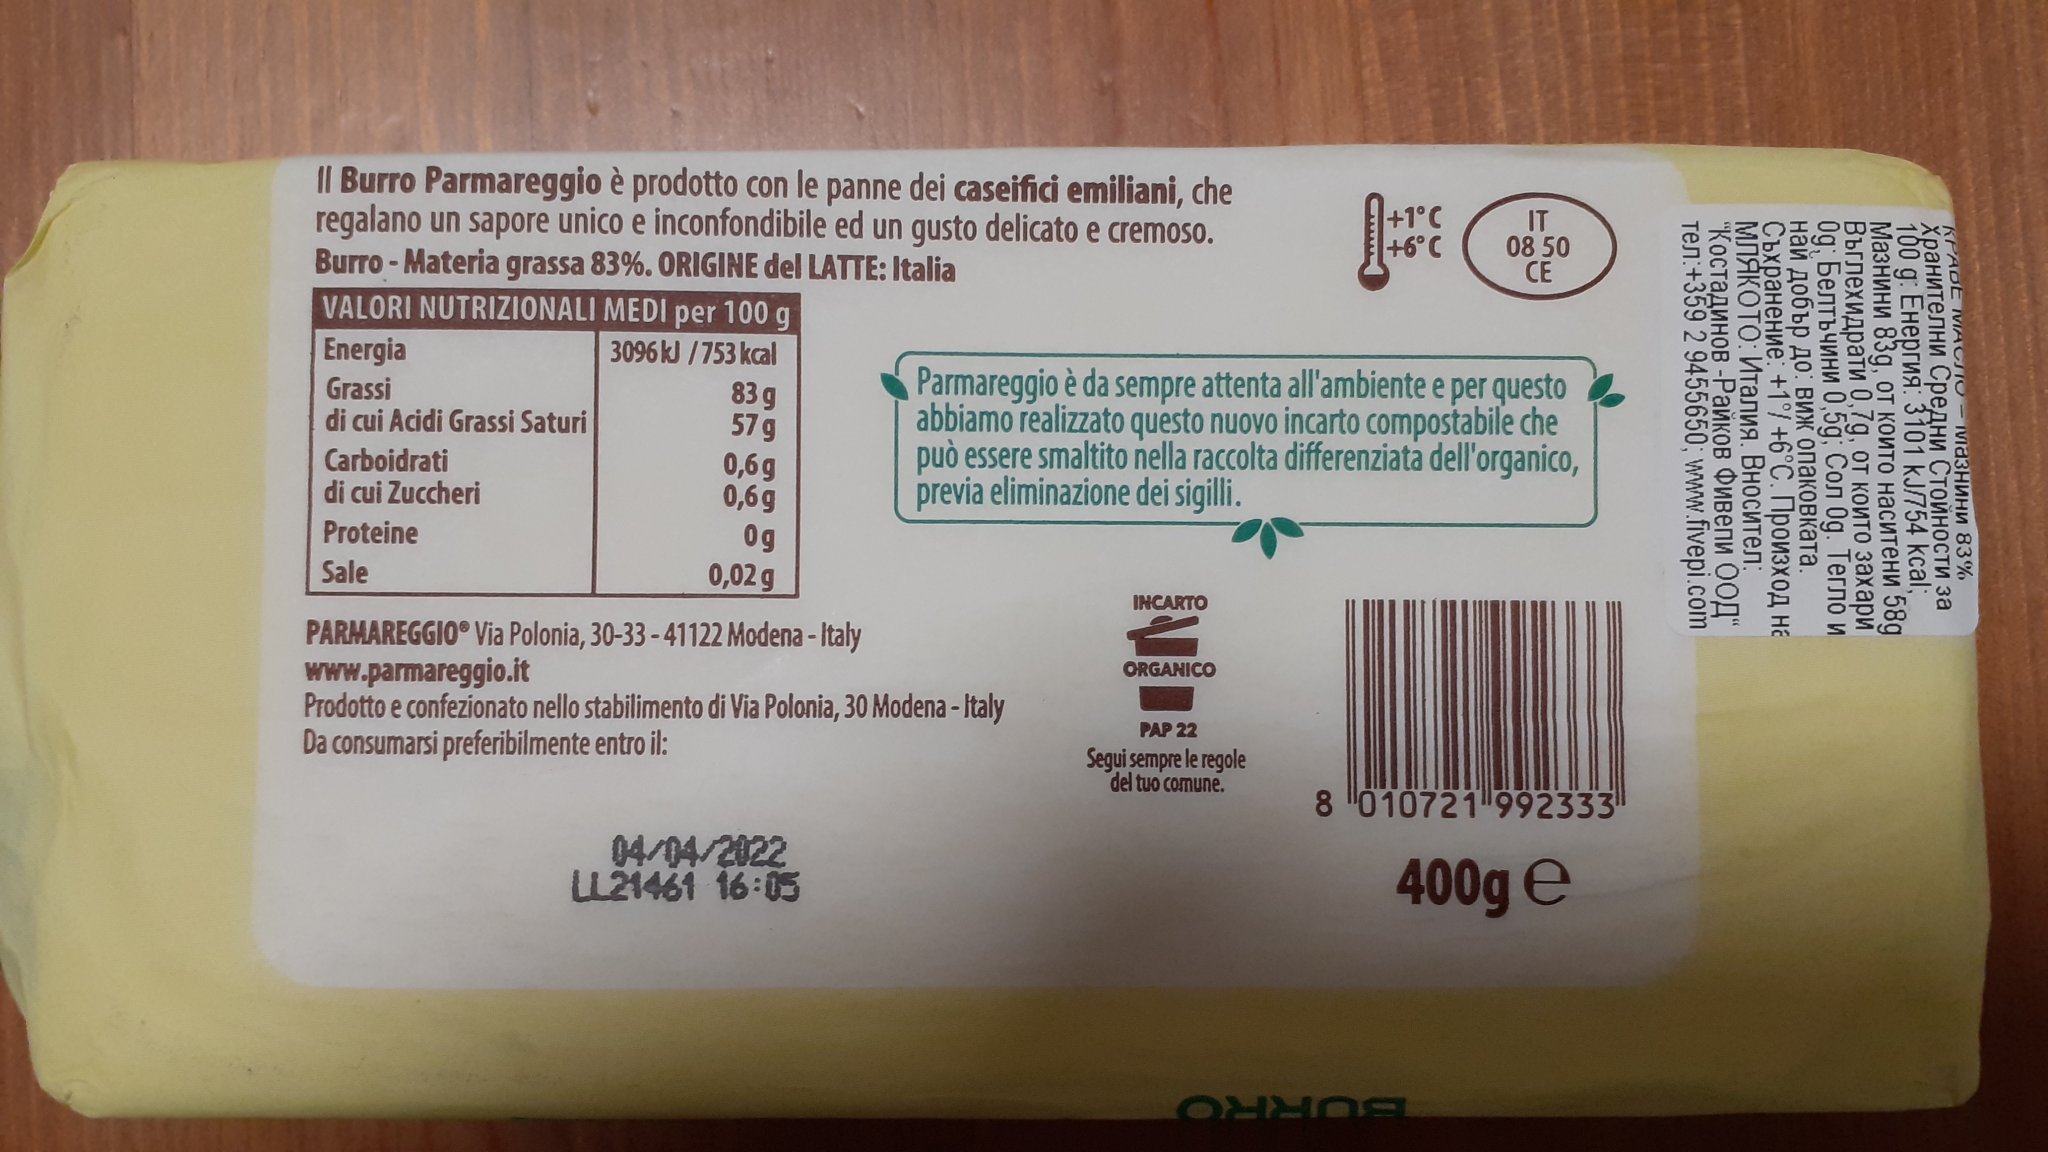 Il Burro Parmareggio è prodotto con le panne dei caseifici emiliani, che
regalano un sapore unico e inconfondibile ed un gusto delicato e cremoso.
Burro - Materia grassa 83%. ORIGINE del LATTE: Italia
VALORI NUTRIZIONALI MEDI per 100 g
Energia 3096 kJ / 753 kcal
Grassi 83 g
di cui Acidi Grassi Saturi 57 g
Carboidrati 0,6 g
di cui Zuccheri 0,6 g
Proteine 0 g
Sale 0,02 g
PARMAREGGIO® Via Polonia, 30-33 - 41122 Modena - Italy
www.parmareggio.it
Prodotto e confezionato nello stabilimento di Via Polonia, 30 Modena - Italy
Da consumarsi preferibilmente entro il:
04/04/2022
LL21461 16:05
+1°C
+6°C
IT
08 50
CE
Parmareggio è da sempre attenta all'ambiente e per questo
abbiamo realizzato questo nuovo incarto compostabile che
può essere smaltito nella raccolta differenziata dell'organico,
previa eliminazione dei sigilli.
INCARTO
ORGANICO
PAP 22
Segui sempre le regole
del tuo comune.
8 010721 992333
400g e
КРАВЕ МАСЛО – Мазнини 83%
Хранителни Средни Стойности за
100 g: Енергия: 3101 kJ/754 kcal;
Мазнини 83g, от които наситени 58g
Въглехидрати 0,7g, от които захари
0g; Белтъчини 0,5g; Сол 0g. Тегло и
най добър до: виж опаковката.
Съхранение: +1°/ +6°C. Произход на
МЛЯКОТО: Италия. Вносител:
"Костадинов -Райков Фивепи ООД"
тел:+359 2 9455650; www.fivepi.com
BURRO